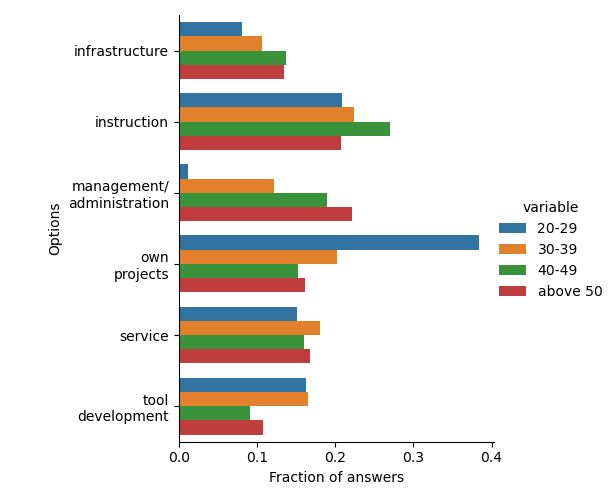 infrastructure
instruction
management/
administration
own
projects
service
tool
development
Options
0.0 0.1 0.2 0.3 0.4
Fraction of answers
variable
20-29
30-39
40-49
above 50